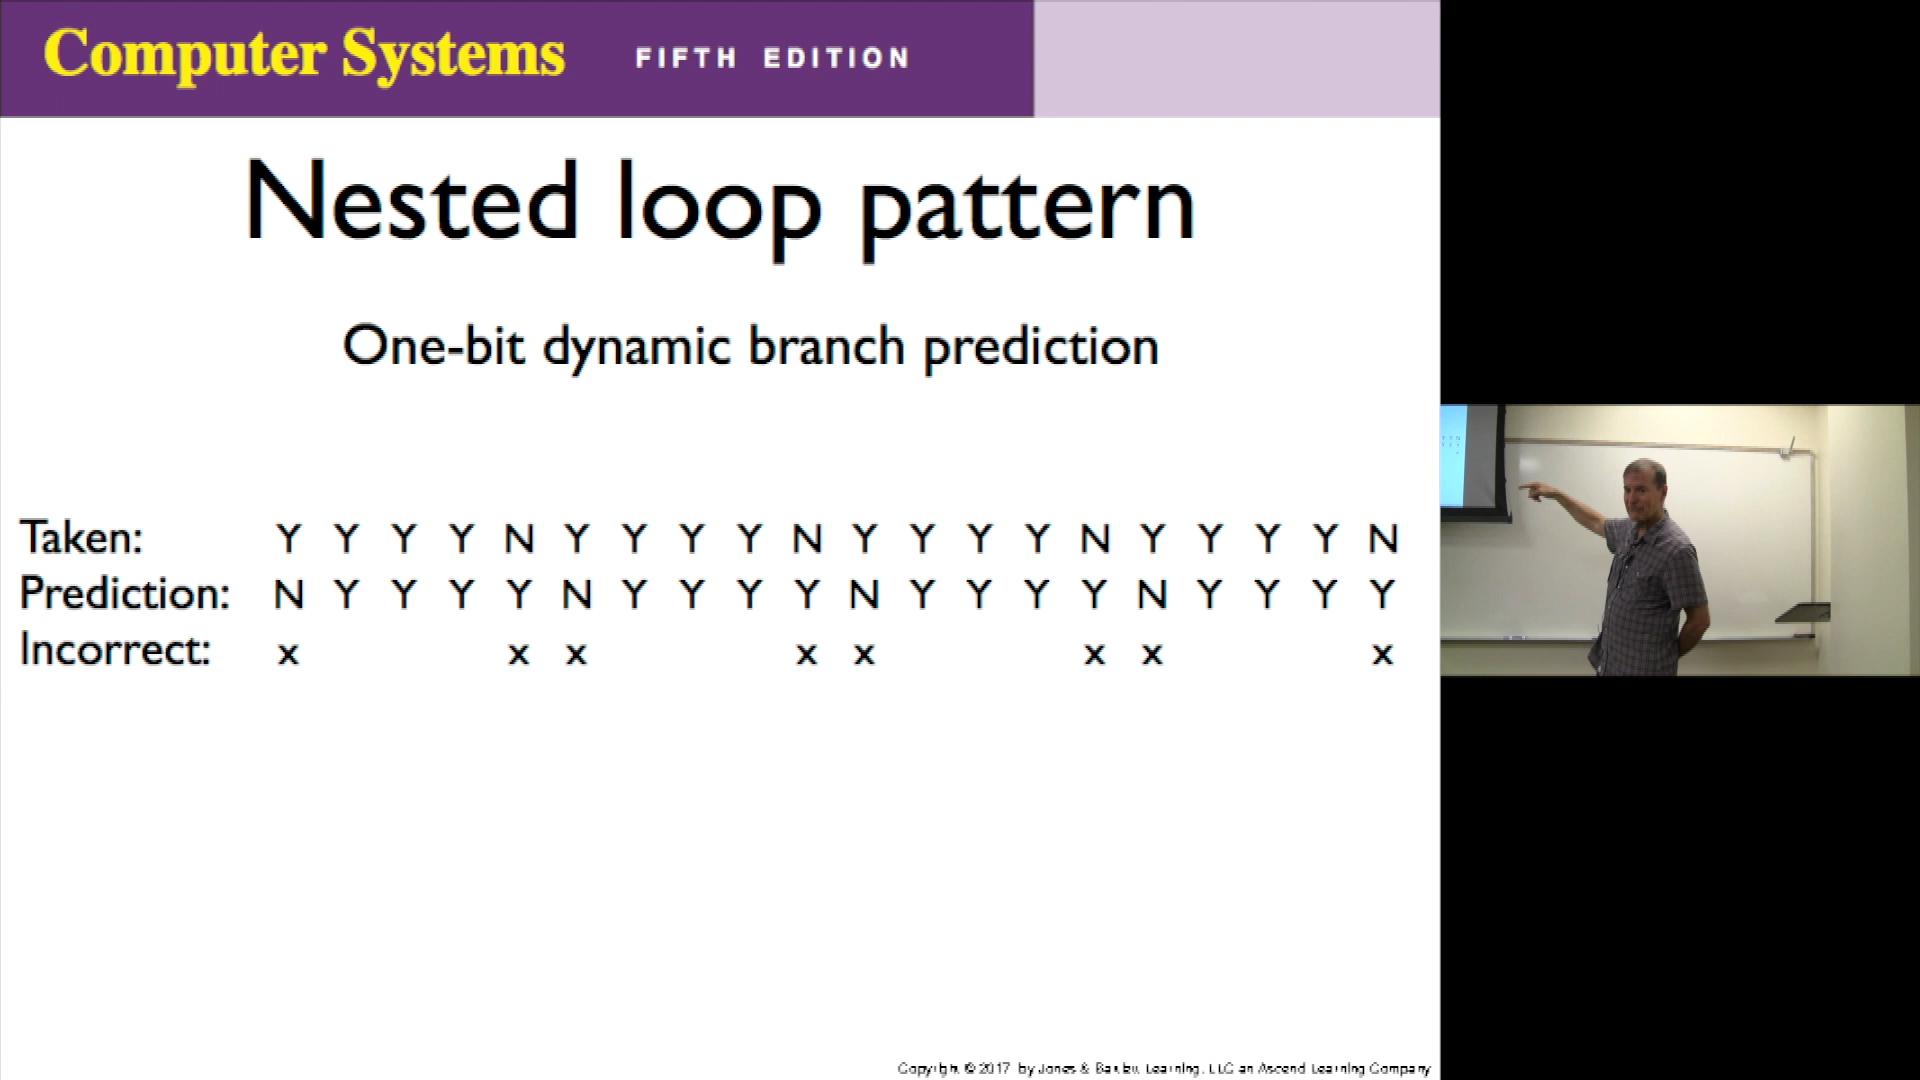 Computer Systems FIFTH EDITION
Nested loop pattern
One-bit dynamic branch prediction
Taken: Y Y Y Y N Y Y Y Y N Y Y Y Y N Y Y Y Y N
Prediction: N Y Y Y Y N Y Y Y Y N Y Y Y Y N Y Y Y Y
Incorrect: x x x x x x x x
Copyright © 2017 by Jones & Bartlett Learning, LLC an Ascend Learning Company